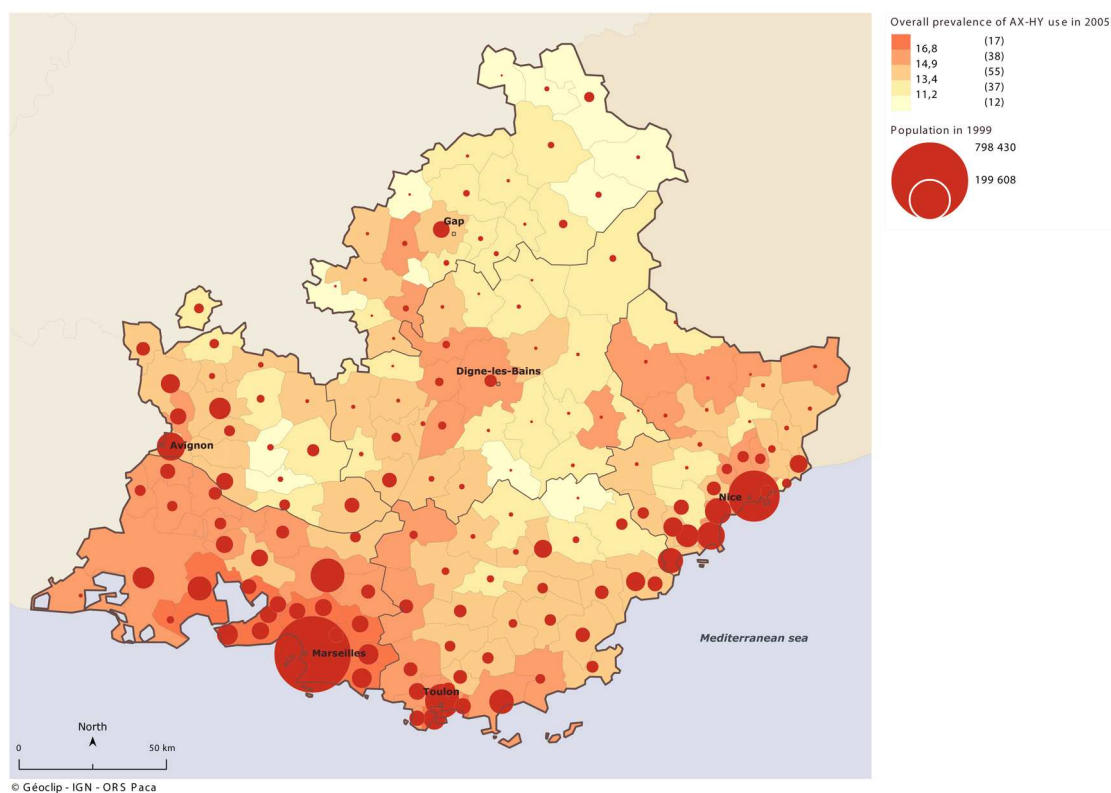 Overall prevalence of AX-HY use in 2005
16,8 (17)
14,9 (38)
13,4 (55)
11,2 (37)
(12)
Population in 1999
798 430
199 608
Gap
Digne-les-Bains
Avignon
Nice
Mediterranean sea
Marseilles
Toulon
North
0 50 km
© Géoclip - IGN - ORS Paca